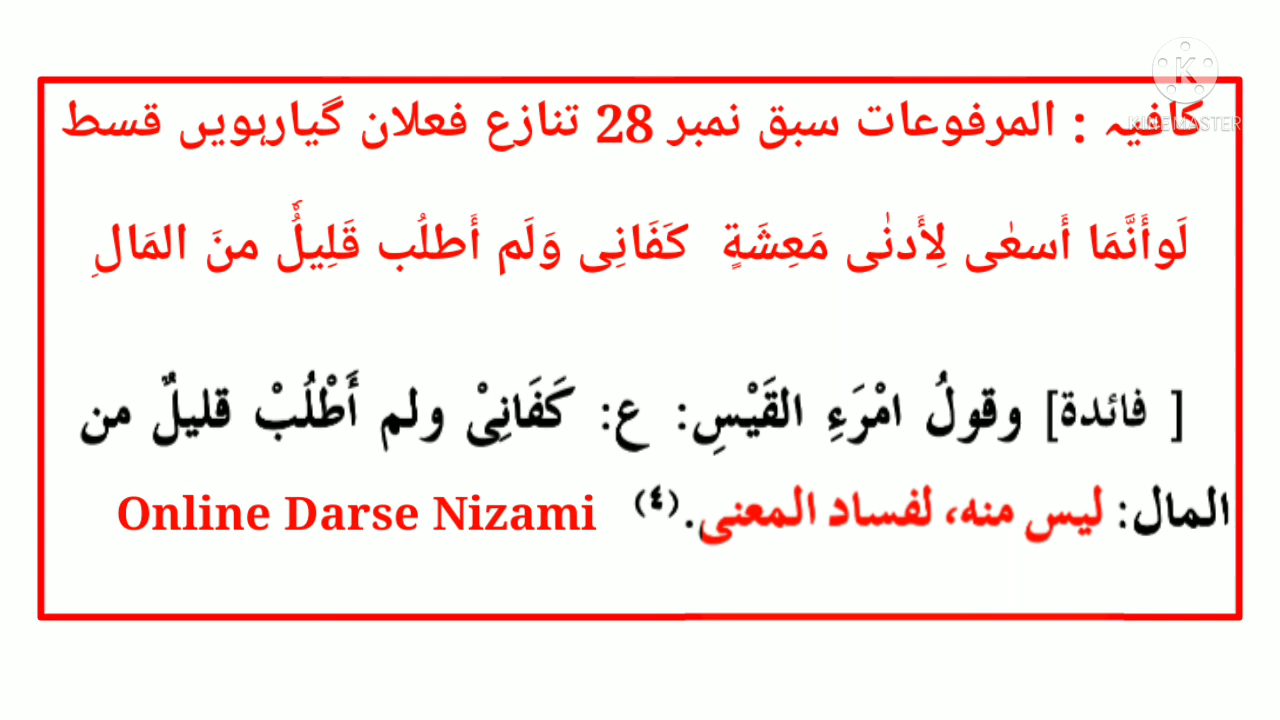 KINEMASTER
کافیہ : المرفوعات سبق نمبر 28 تنازع فعلان گیارہویں قسط
لَوأَنَّمَا أَسعٰی لِأَدنٰی مَعِشَةٍ کَفَانِی وَلَم أَطلُب قَلِیلٌ منَ المَالِ
[ فائدة] وقولُ امْرَءِ القَيْسِ: ع: كَفَانِيْ ولم أَطْلُبْ قليلٌ من
المال: ليس منه، لفساد المعنى.(٤) Online Darse Nizami